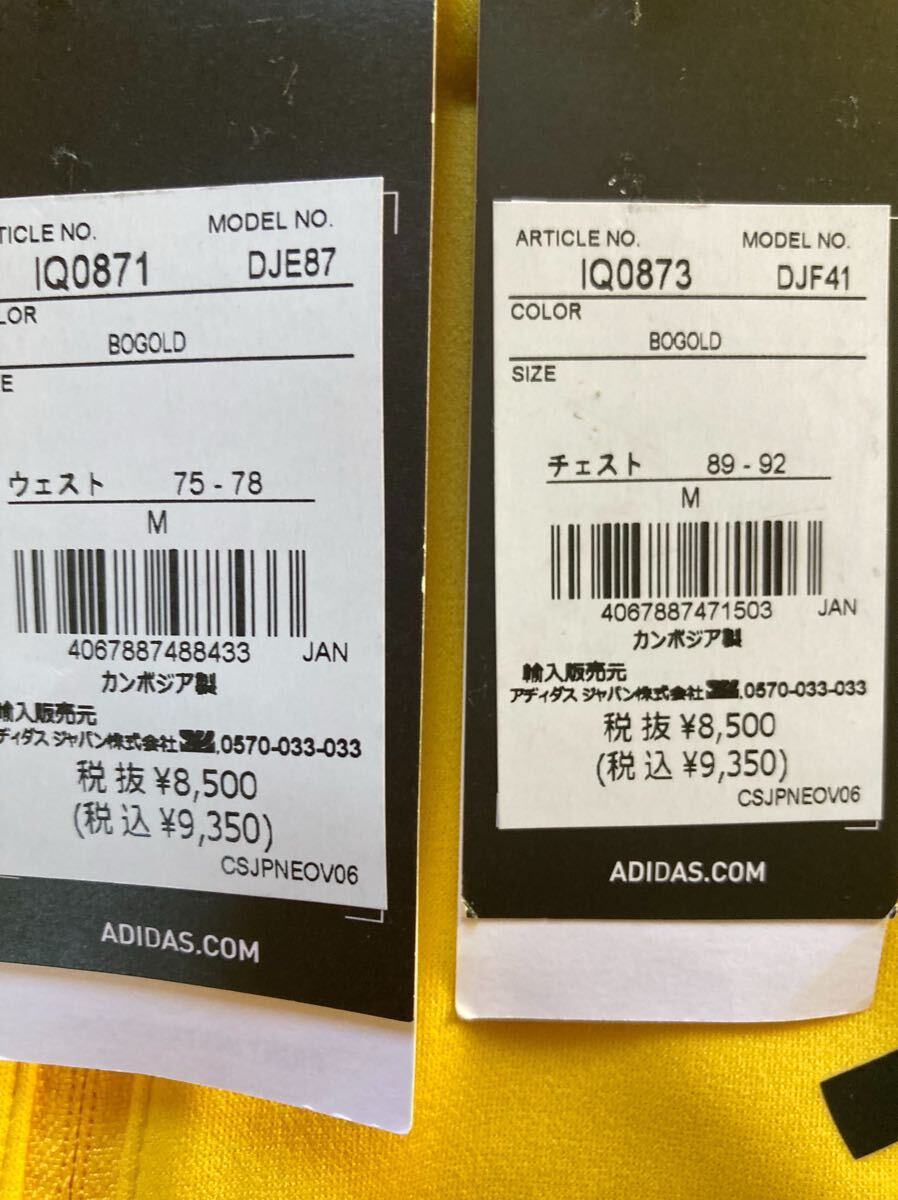 TICLE NO. MODEL NO.
IQ0871 DJE87
LOR
BOGOLD
E
ウェスト 75 - 78
M
4067887488433 JAN
カンボジア製
輸入販売元
ディダス ジャパン株式会社 .0570-033-033
税抜 ¥8,500
(税込 ¥9,350)
CSJPNEOV06
ADIDAS.COM
ARTICLE NO. MODEL NO.
IQ0873 DJF41
COLOR
BOGOLD
SIZE
チェスト 89 - 92
M
4067887471503 JAN
カンボジア製
輸入販売元
アディダス ジャパン株式会社 .0570-033-033
税抜 ¥8,500
(税込 ¥9,350)
CSJPNEOV06
ADIDAS.COM